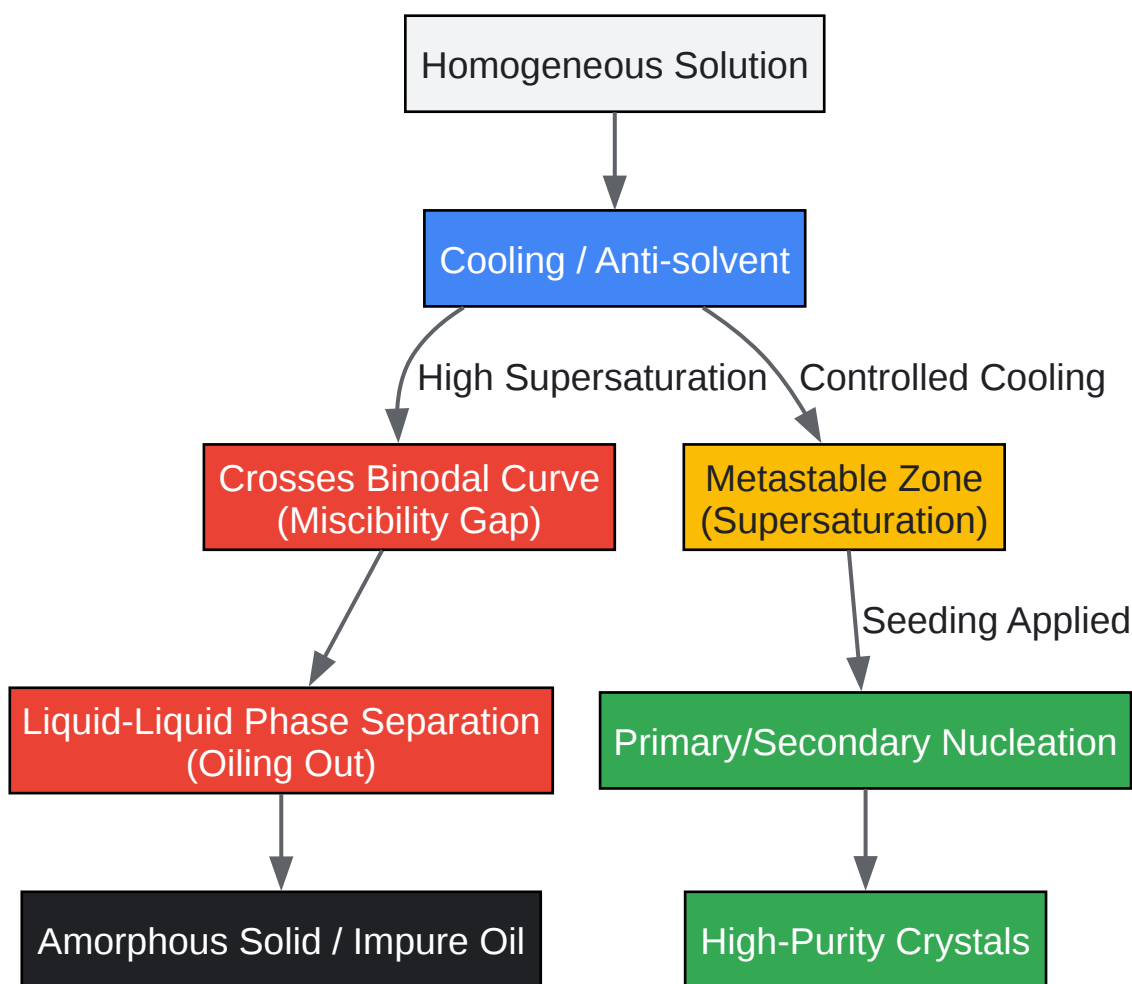 Homogeneous Solution
Cooling / Anti-solvent
High Supersaturation
Controlled Cooling
Crosses Binodal Curve
(Miscibility Gap)
Metastable Zone
(Supersaturation)
Seeding Applied
Liquid-Liquid Phase Separation
(Oiling Out)
Primary/Secondary Nucleation
Amorphous Solid / Impure Oil
High-Purity Crystals